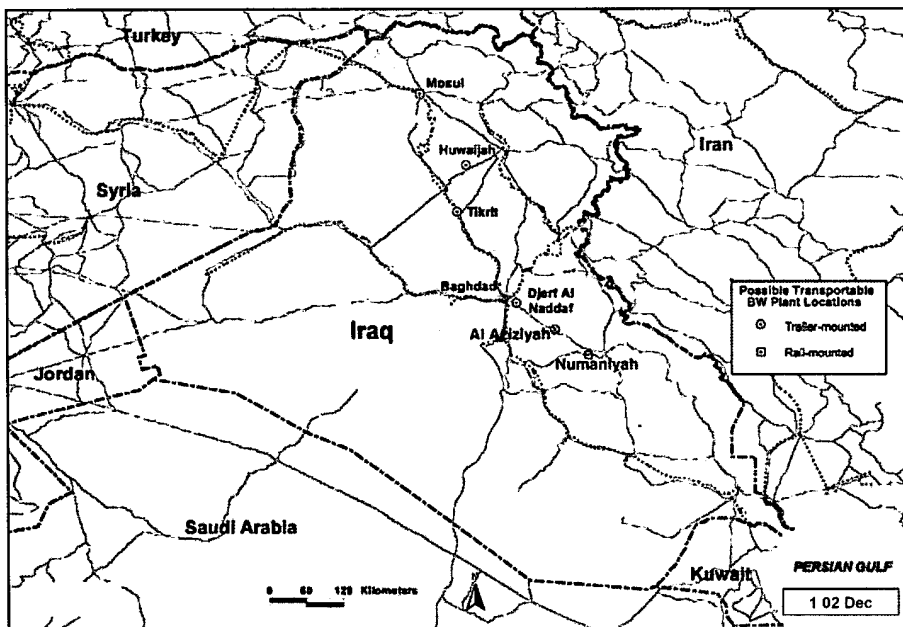 Turkey
Mosul
Iran
Huwaijah
Syria
Tikrit
Possible Transportable
BW Plant Locations
Baghdad
Djerf Al
Naddaf
Trailer-mounted
Iraq
Al Aziziyah
Rail-mounted
Numaniyah
Jordan
Saudi Arabia
PERSIAN GULF
Kuwait
N
0 60 120 Kilometers
1 02 Dec